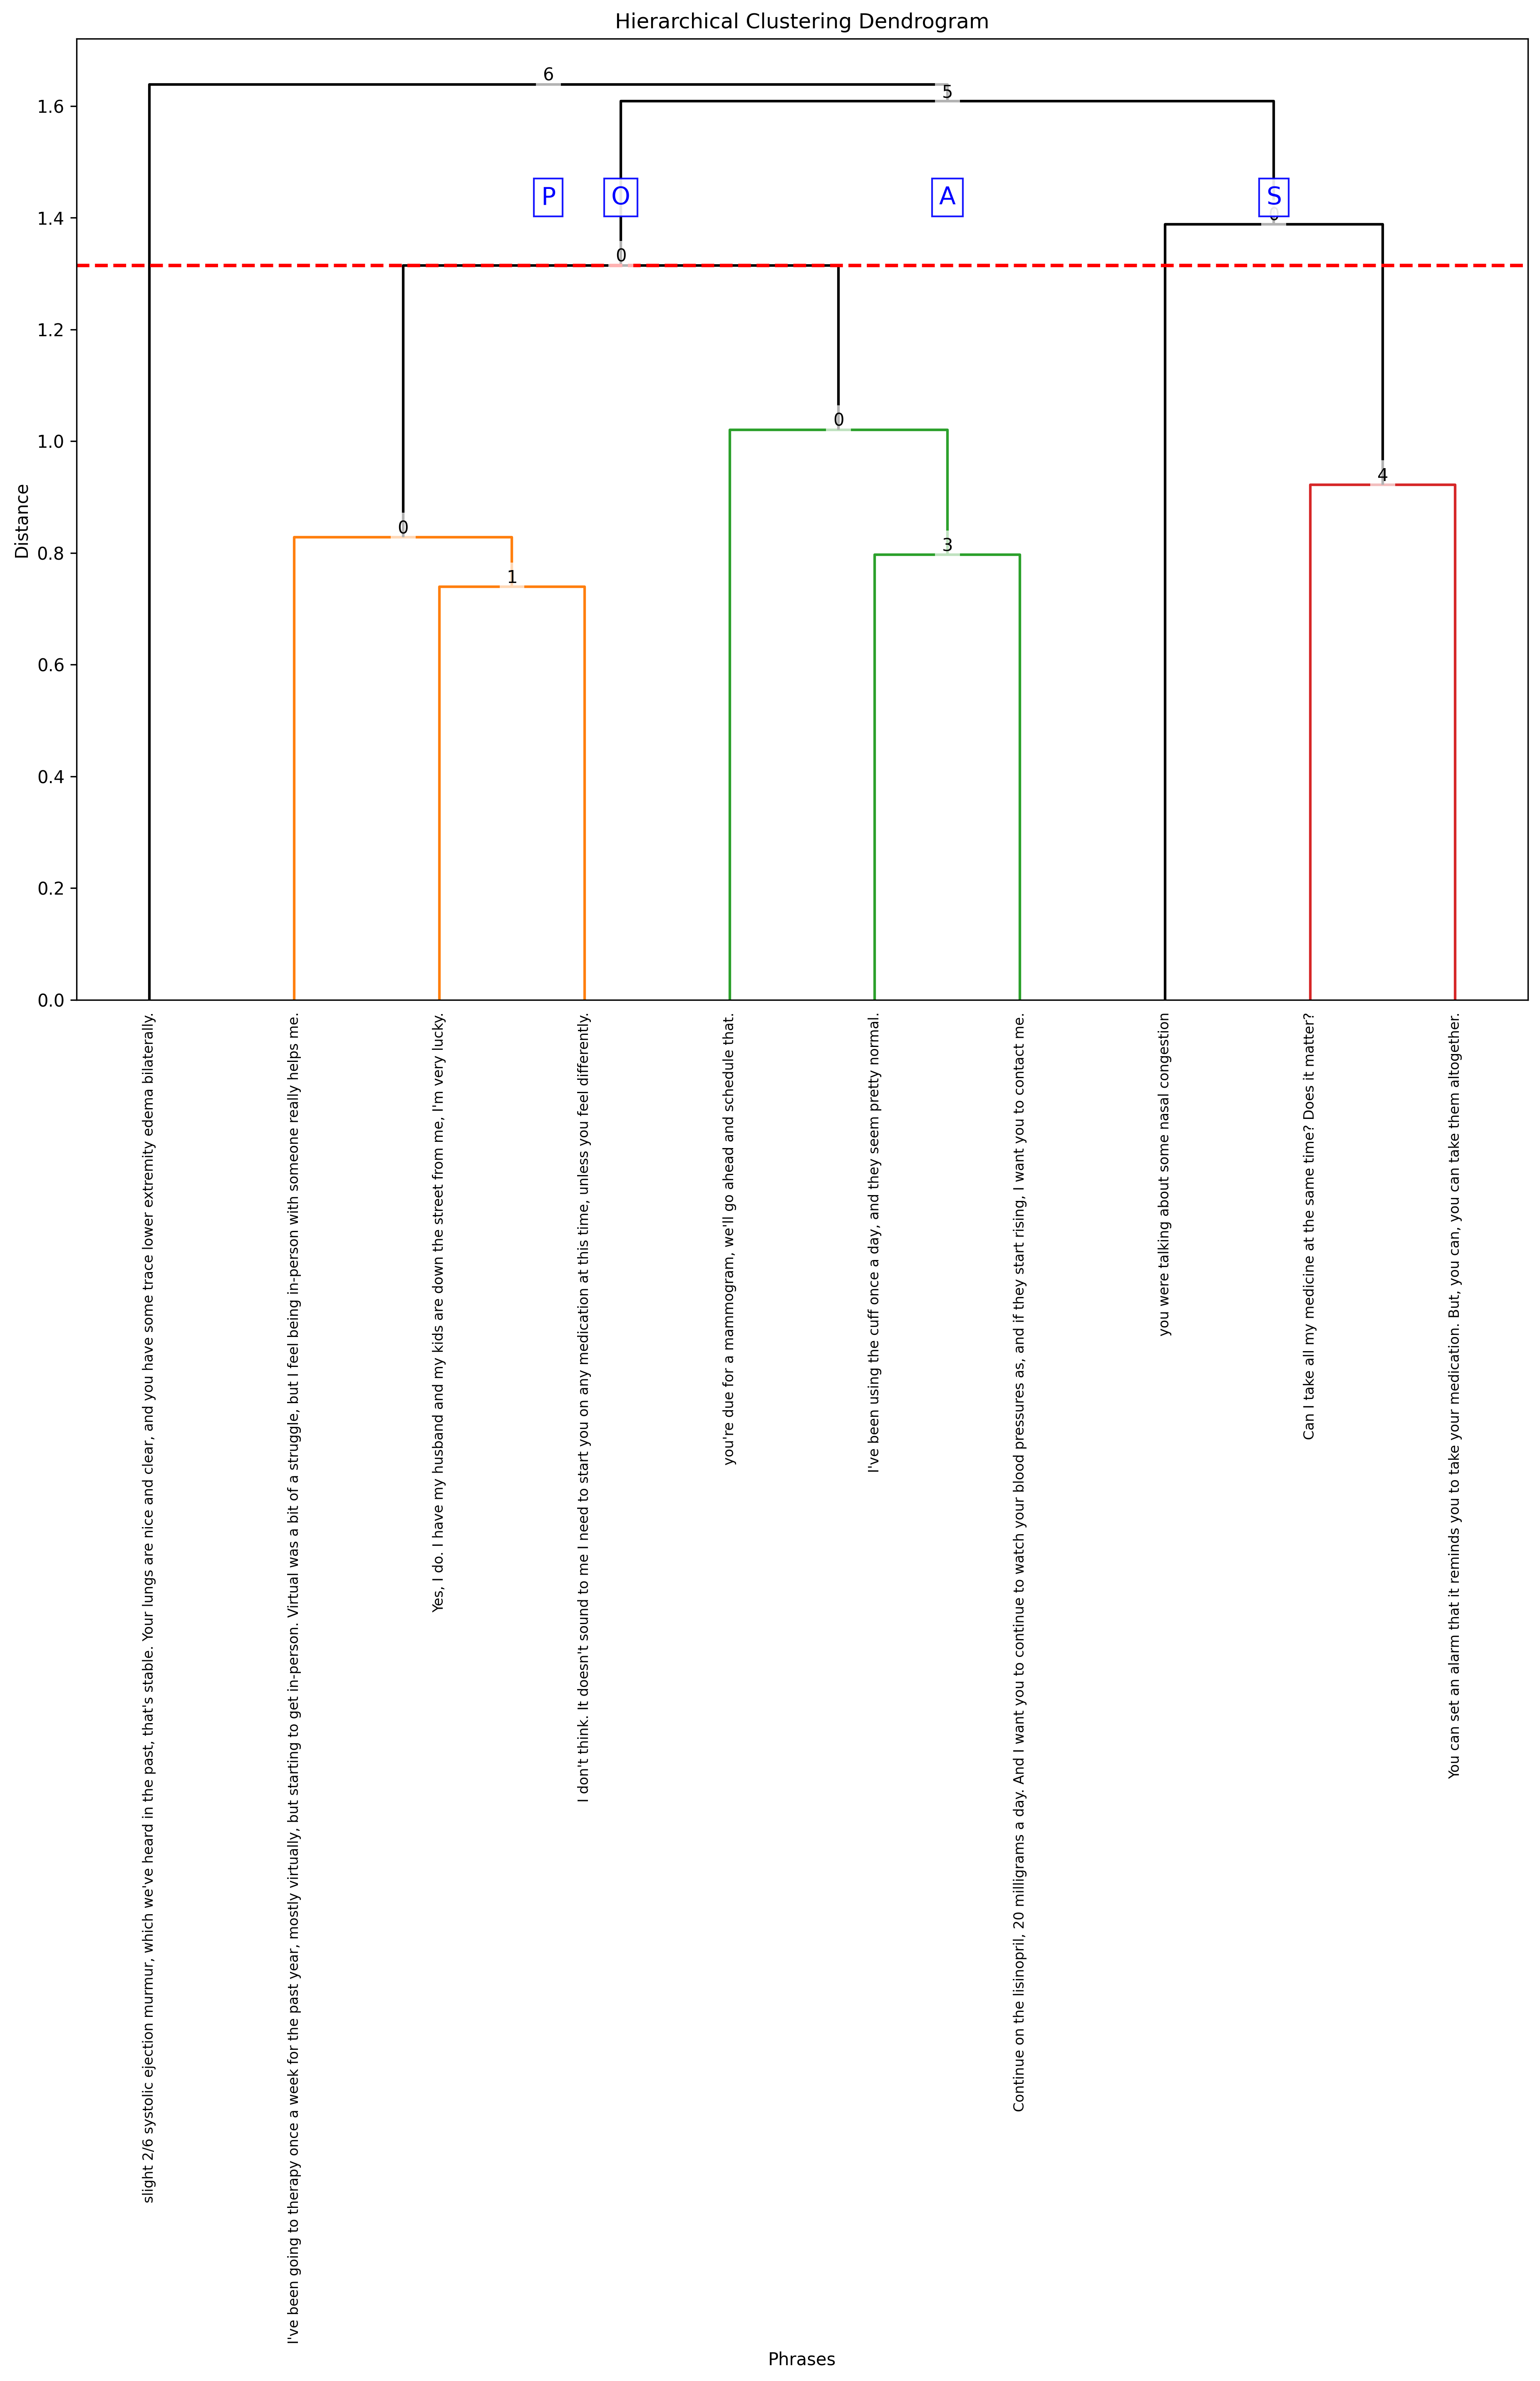 Hierarchical Clustering Dendrogram
6
5
1.6
P
O
A
S
1.4
0
1.2
0
1.0
4
0
3
0.8
1
0.6
0.4
0.2
0.0
Distance
slight 2/6 systolic ejection murmur, which we've heard in the past, that's stable. Your lungs are nice and clear, and you have some trace lower extremity edema bilaterally.
I've been going to therapy once a week for the past year, mostly virtually, but starting to get in-person. Virtual was a bit of a struggle, but I feel being in-person with someone really helps me.
Yes, I do. I have my husband and my kids are down the street from me, I'm very lucky.
I don't think. It doesn't sound to me I need to start you on any medication at this time, unless you feel differently.
you're due for a mammogram, we'll go ahead and schedule that.
I've been using the cuff once a day, and they seem pretty normal.
Continue on the lisinopril, 20 milligrams a day. And I want you to continue to watch your blood pressures as, and if they start rising, I want you to contact me.
you were talking about some nasal congestion
Can I take all my medicine at the same time? Does it matter?
You can set an alarm that it reminds you to take your medication. But, you can, you can take them altogether.
Phrases